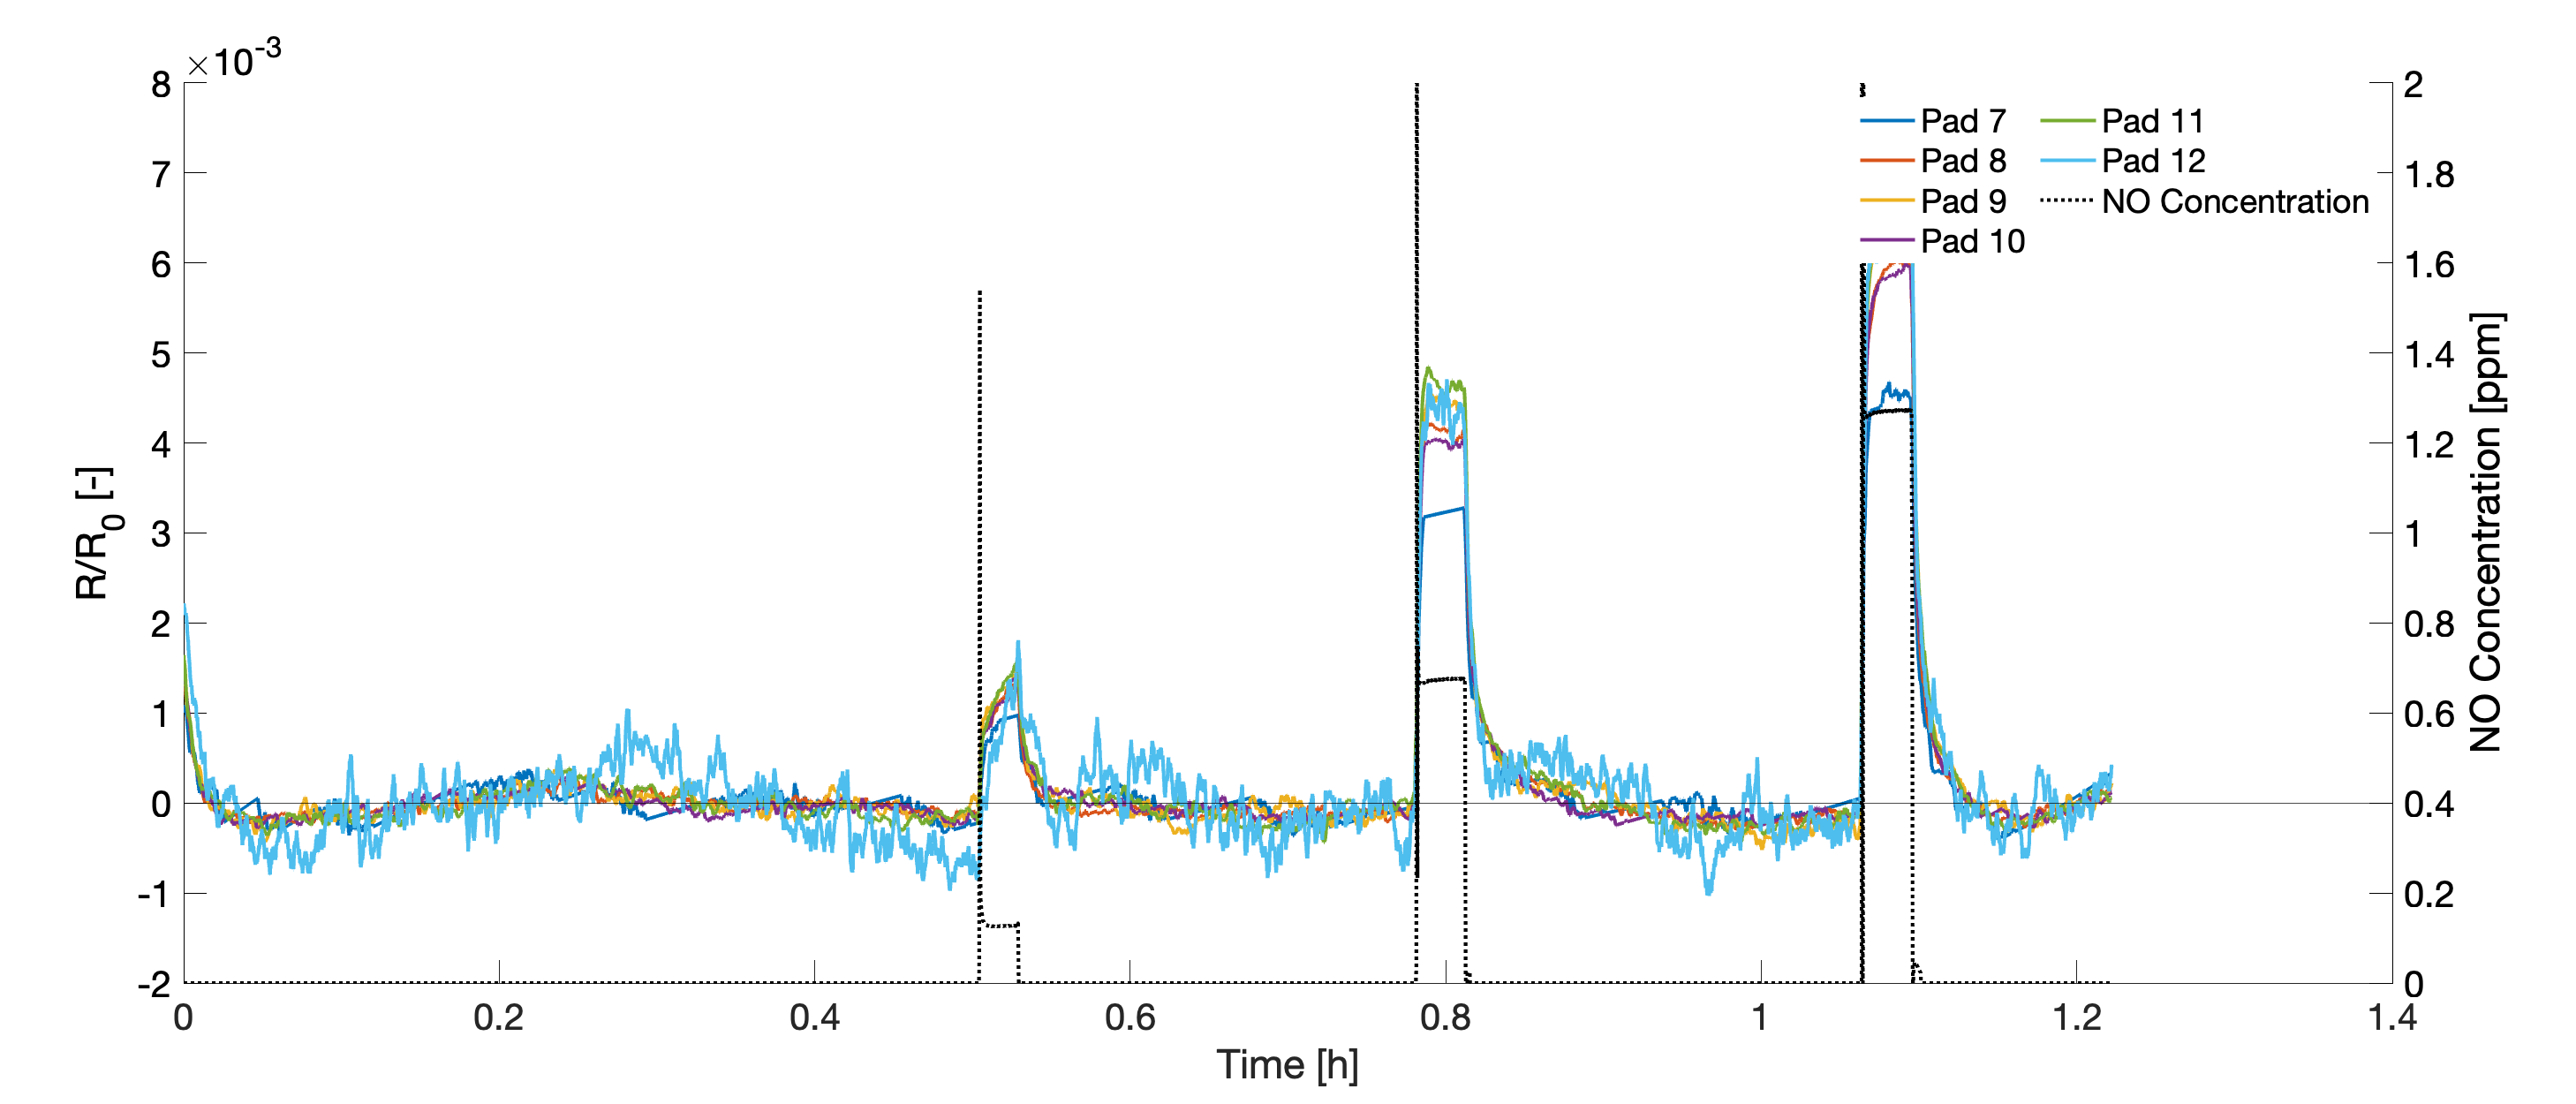 ×10-3
8
7
6
5
4
3
2
1
0
-1
-2
R/R0 [-]
2
1.8
1.6
1.4
1.2
1
0.8
0.6
0.4
0.2
0
NO Concentration [ppm]
Pad 7
Pad 8
Pad 9
Pad 10
Pad 11
Pad 12
NO Concentration
0 0.2 0.4 0.6 0.8 1 1.2 1.4
Time [h]